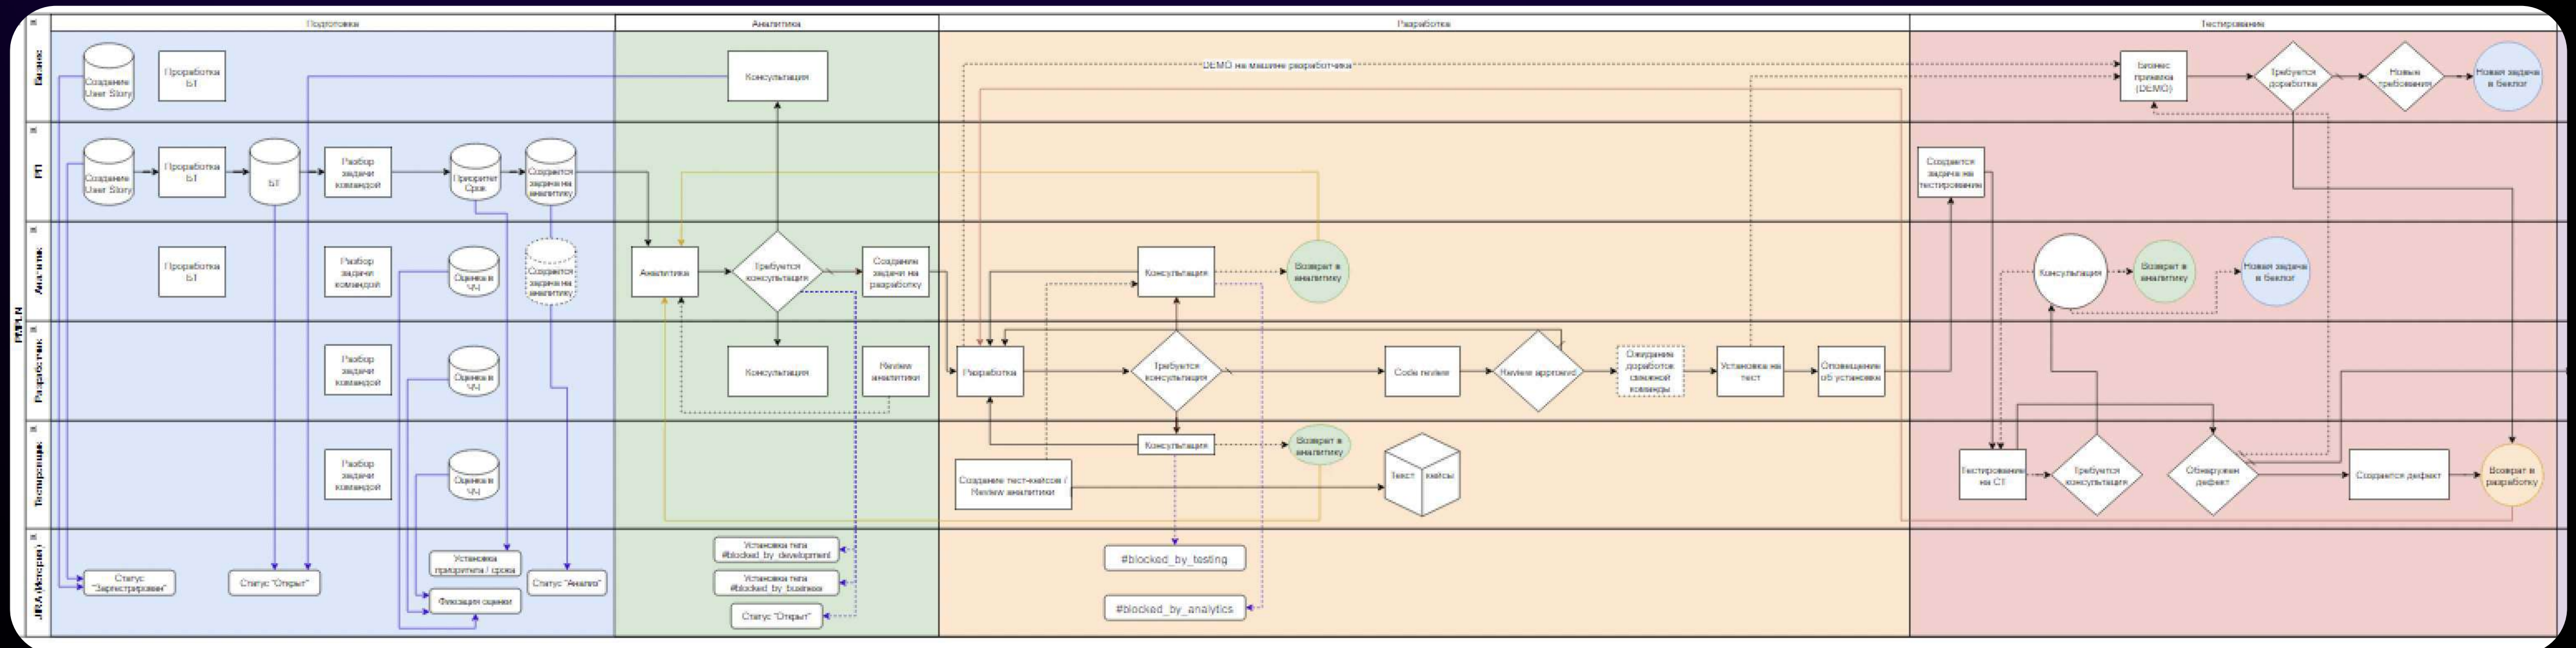 Подготовка
Аналитика
Разработка
Тестирование
Бизнес
Создание
User Story
Проработка
БТ
Консультация
DEMO на машине разработчика
Бизнес
приемка
(DEMO)
Требуется
доработка
Новые
требования
Новая задача
в беклог
РП
Создание
User Story
Проработка
БТ
БТ
Разбор
задачи
командой
Приоритет
Срок
Создается
задача на
аналитику
Создается
задача на
тестирование
Аналитик
Проработка
БТ
Разбор
задачи
командой
Оценка в
ЧЧ
Создается
задача на
аналитику
Аналитика
Требуется
консультация
Создание
задачи на
разработку
Консультация
Возврат в
аналитику
Консультация
Возврат в
аналитику
Новая задача
в беклог
Разработчик
Разбор
задачи
командой
Оценка в
ЧЧ
Консультация
Review
аналитики
Разработка
Требуется
консультация
Code review
Review approved
Ожидание
доработок
смежной
команды
Установка на
тест
Оповещение
об установке
Тестировщик
Разбор
задачи
командой
Оценка в
ЧЧ
Консультация
Возврат в
аналитику
Создание тест-кейсов /
Review аналитики
Текст
кейсы
Тестирование
на СТ
Требуется
консультация
Обнаружен
дефект
Создается дефект
Возврат в
разработку
JIRA (История)
Статус
"Зарегистрирован"
Статус "Открыт"
Установка
приоритета / срока
Фиксация оценки
Статус "Анализ"
Установка тега
#blocked_by_development
Установка тега
#blocked_by_business
Статус "Открыт"
#blocked_by_testing
#blocked_by_analytics